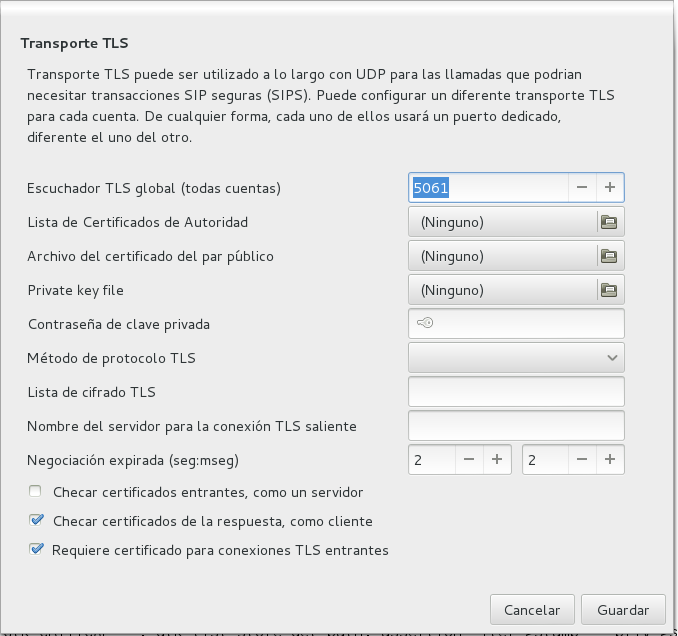 Transporte TLS
Transporte TLS puede ser utilizado a lo largo con UDP para las llamadas que podrian
necesitar transacciones SIP seguras (SIPS). Puede configurar un diferente transporte TLS
para cada cuenta. De cualquier forma, cada uno de ellos usará un puerto dedicado,
diferente el uno del otro.
Escuchador TLS global (todas cuentas) 5061 − +
Lista de Certificados de Autoridad (Ninguno)
Archivo del certificado del par público (Ninguno)
Private key file (Ninguno)
Contraseña de clave privada
Método de protocolo TLS
Lista de cifrado TLS
Nombre del servidor para la conexión TLS saliente
Negociación expirada (seg:mseg) 2 − + 2 − +
Checar certificados entrantes, como un servidor
Checar certificados de la respuesta, como cliente
Requiere certificado para conexiones TLS entrantes
Cancelar Guardar